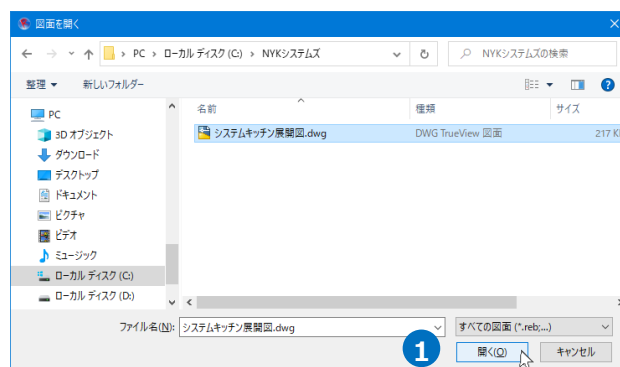 図面を開く
PC › ローカル ディスク (C:) › NYKシステムズ
NYKシステムズの検索
整理 新しいフォルダー
名前 種類 サイズ
PC
3D オブジェクト
ダウンロード
デスクトップ
ドキュメント
ピクチャ
ビデオ
ミュージック
ローカル ディスク (C:)
ローカル ディスク (D:)
システムキッチン展開図.dwg DWG TrueView 図面 217 K
ファイル名(N): システムキッチン展開図.dwg すべての図面 (*.reb;...)
1 開く(O) キャンセル